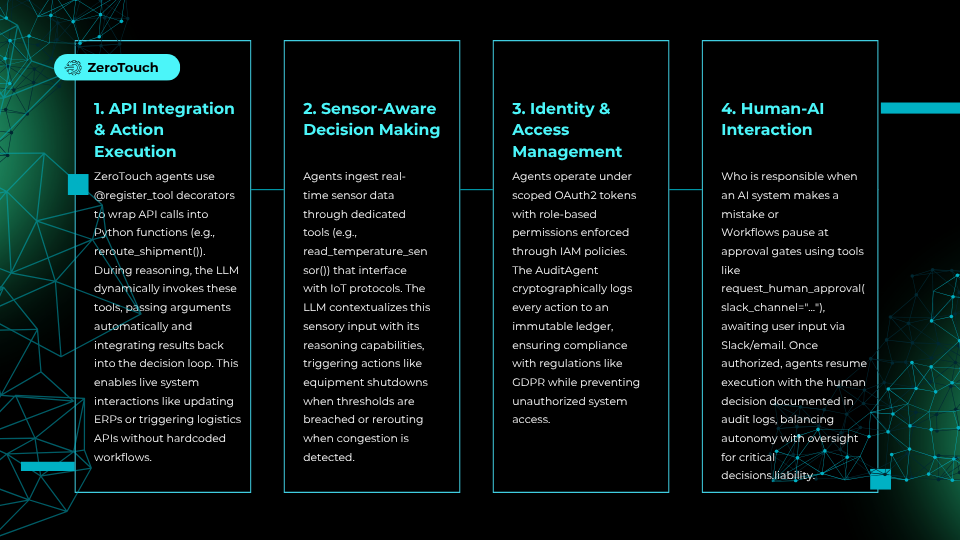 ZeroTouch
1. API Integration
& Action
Execution
ZeroTouch agents use
@register_tool decorators
to wrap API calls into
Python functions (e.g.,
reroute_shipment()).
During reasoning, the LLM
dynamically invokes these
tools, passing arguments
automatically and
integrating results back
into the decision loop. This
enables live system
interactions like updating
ERPs or triggering logistics
APIs without hardcoded
workflows.
2. Sensor-Aware
Decision Making
Agents ingest real-
time sensor data
through dedicated
tools (e.g.,
read_temperature_sen
sor()) that interface
with IoT protocols. The
LLM contextualizes this
sensory input with its
reasoning capabilities,
triggering actions like
equipment shutdowns
when thresholds are
breached or rerouting
when congestion is
detected.
3. Identity &
Access
Management
Agents operate under
scoped OAuth2 tokens
with role-based
permissions enforced
through IAM policies.
The AuditAgent
cryptographically logs
every action to an
immutable ledger,
ensuring compliance
with regulations like
GDPR while preventing
unauthorized system
access.
4. Human-AI
Interaction
Who is responsible when
an AI system makes a
mistake or
Workflows pause at
approval gates using tools
like
request_human_approval(
slack_channel="..."),
awaiting user input via
Slack/email. Once
authorized, agents resume
execution with the human
decision documented in
audit logs, balancing
autonomy with oversight
for critical
decisions.liability.